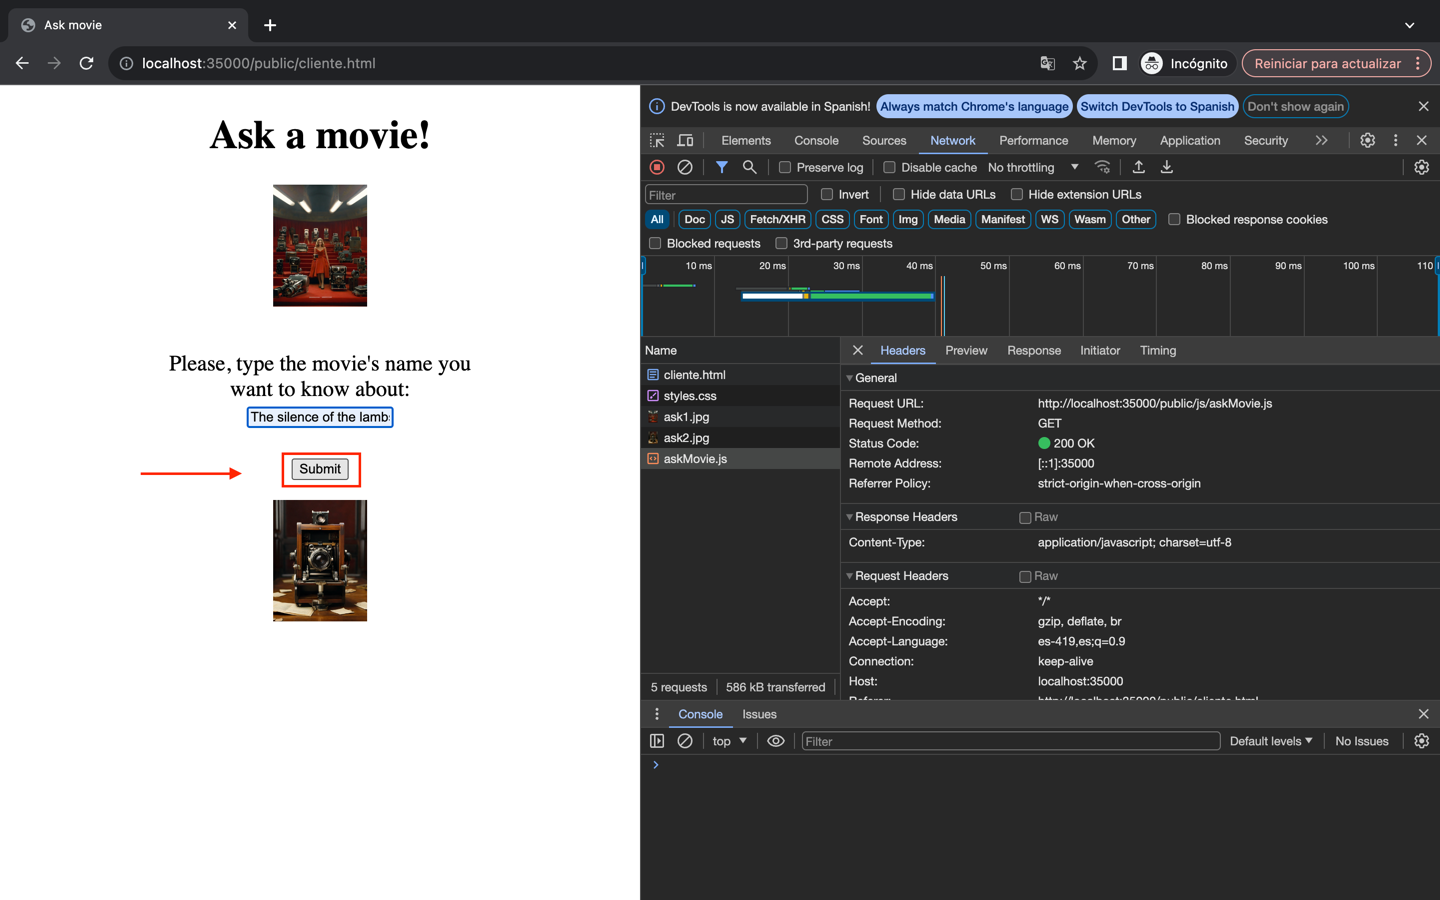 Ask movie
localhost:35000/public/cliente.html
Incógnito
Reiniciar para actualizar
Ask a movie!
Please, type the movie's name you
want to know about:
The silence of the lambs
Submit
DevTools is now available in Spanish! Always match Chrome's language Switch DevTools to Spanish Don't show again
Elements Console Sources Network Performance Memory Application Security
Preserve log Disable cache No throttling
Filter Invert Hide data URLs Hide extension URLs
All Doc JS Fetch/XHR CSS Font Img Media Manifest WS Wasm Other Blocked response cookies
Blocked requests 3rd-party requests
10 ms 20 ms 30 ms 40 ms 50 ms 60 ms 70 ms 80 ms 90 ms 100 ms 110
Name
cliente.html
styles.css
ask1.jpg
ask2.jpg
askMovie.js
5 requests 586 kB transferred
Headers Preview Response Initiator Timing
General
Request URL: http://localhost:35000/public/js/askMovie.js
Request Method: GET
Status Code: 200 OK
Remote Address: [::1]:35000
Referrer Policy: strict-origin-when-cross-origin
Response Headers Raw
Content-Type: application/javascript; charset=utf-8
Request Headers Raw
Accept: */*
Accept-Encoding: gzip, deflate, br
Accept-Language: es-419,es;q=0.9
Connection: keep-alive
Host: localhost:35000
Referer: http://localhost:35000/public/cliente.html
Console Issues
top Filter Default levels No Issues